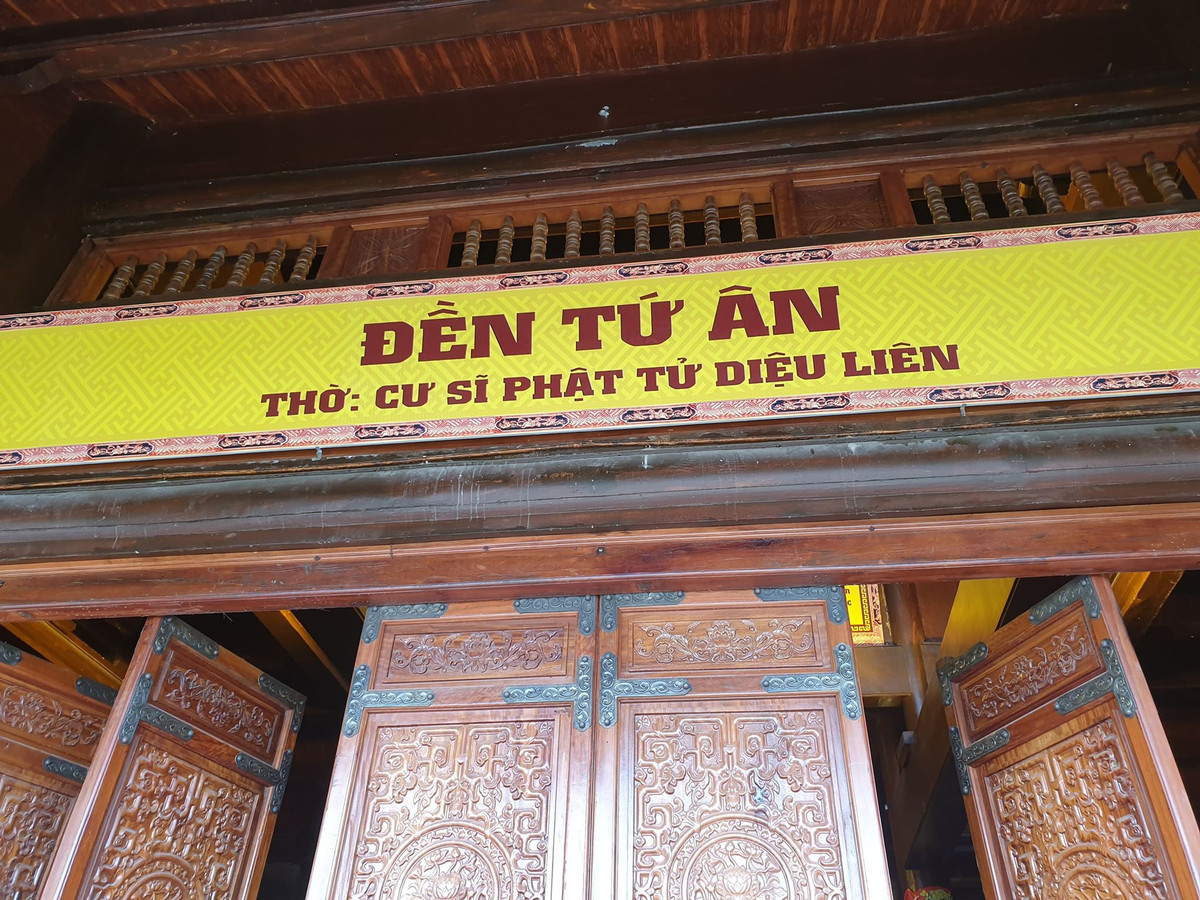 ĐỀN TỨ ÂN
THỜ: CƯ SĨ PHẬT TỬ DIỆU LIÊN